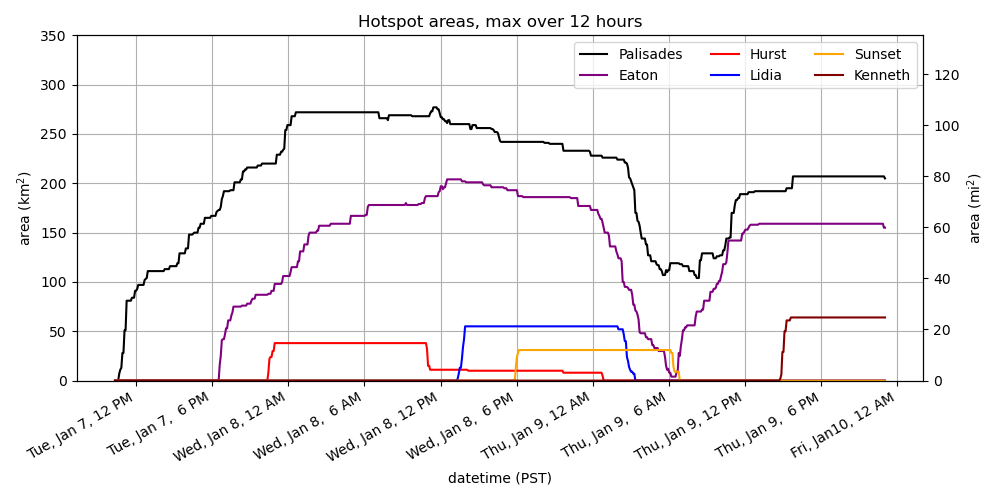 Hotspot areas, max over 12 hours
350
300
250
200
150
100
50
0
area (km²)
Palisades
Eaton
Hurst
Lidia
Sunset
Kenneth
120
100
80
60
40
20
0
area (mi²)
Tue, Jan 7, 12 PM
Tue, Jan 7, 6 PM
Wed, Jan 8, 12 AM
Wed, Jan 8, 6 AM
Wed, Jan 8, 12 PM
Wed, Jan 8, 6 PM
Thu, Jan 9, 12 AM
Thu, Jan 9, 6 AM
Thu, Jan 9, 12 PM
Thu, Jan 9, 6 PM
Fri, Jan10, 12 AM
datetime (PST)